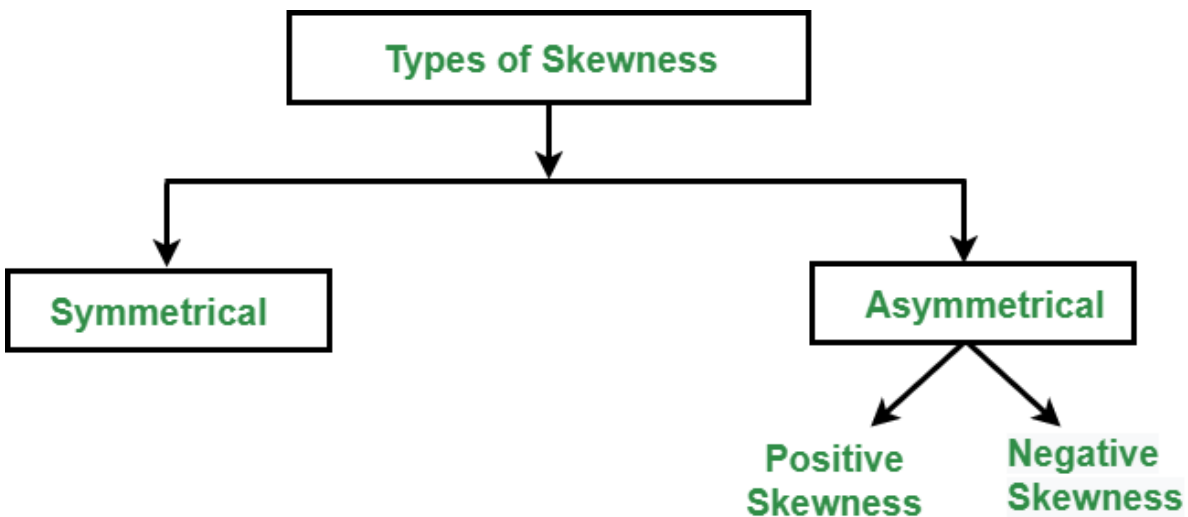 Types of Skewness
Symmetrical
Asymmetrical
Positive
Skewness
Negative
Skewness